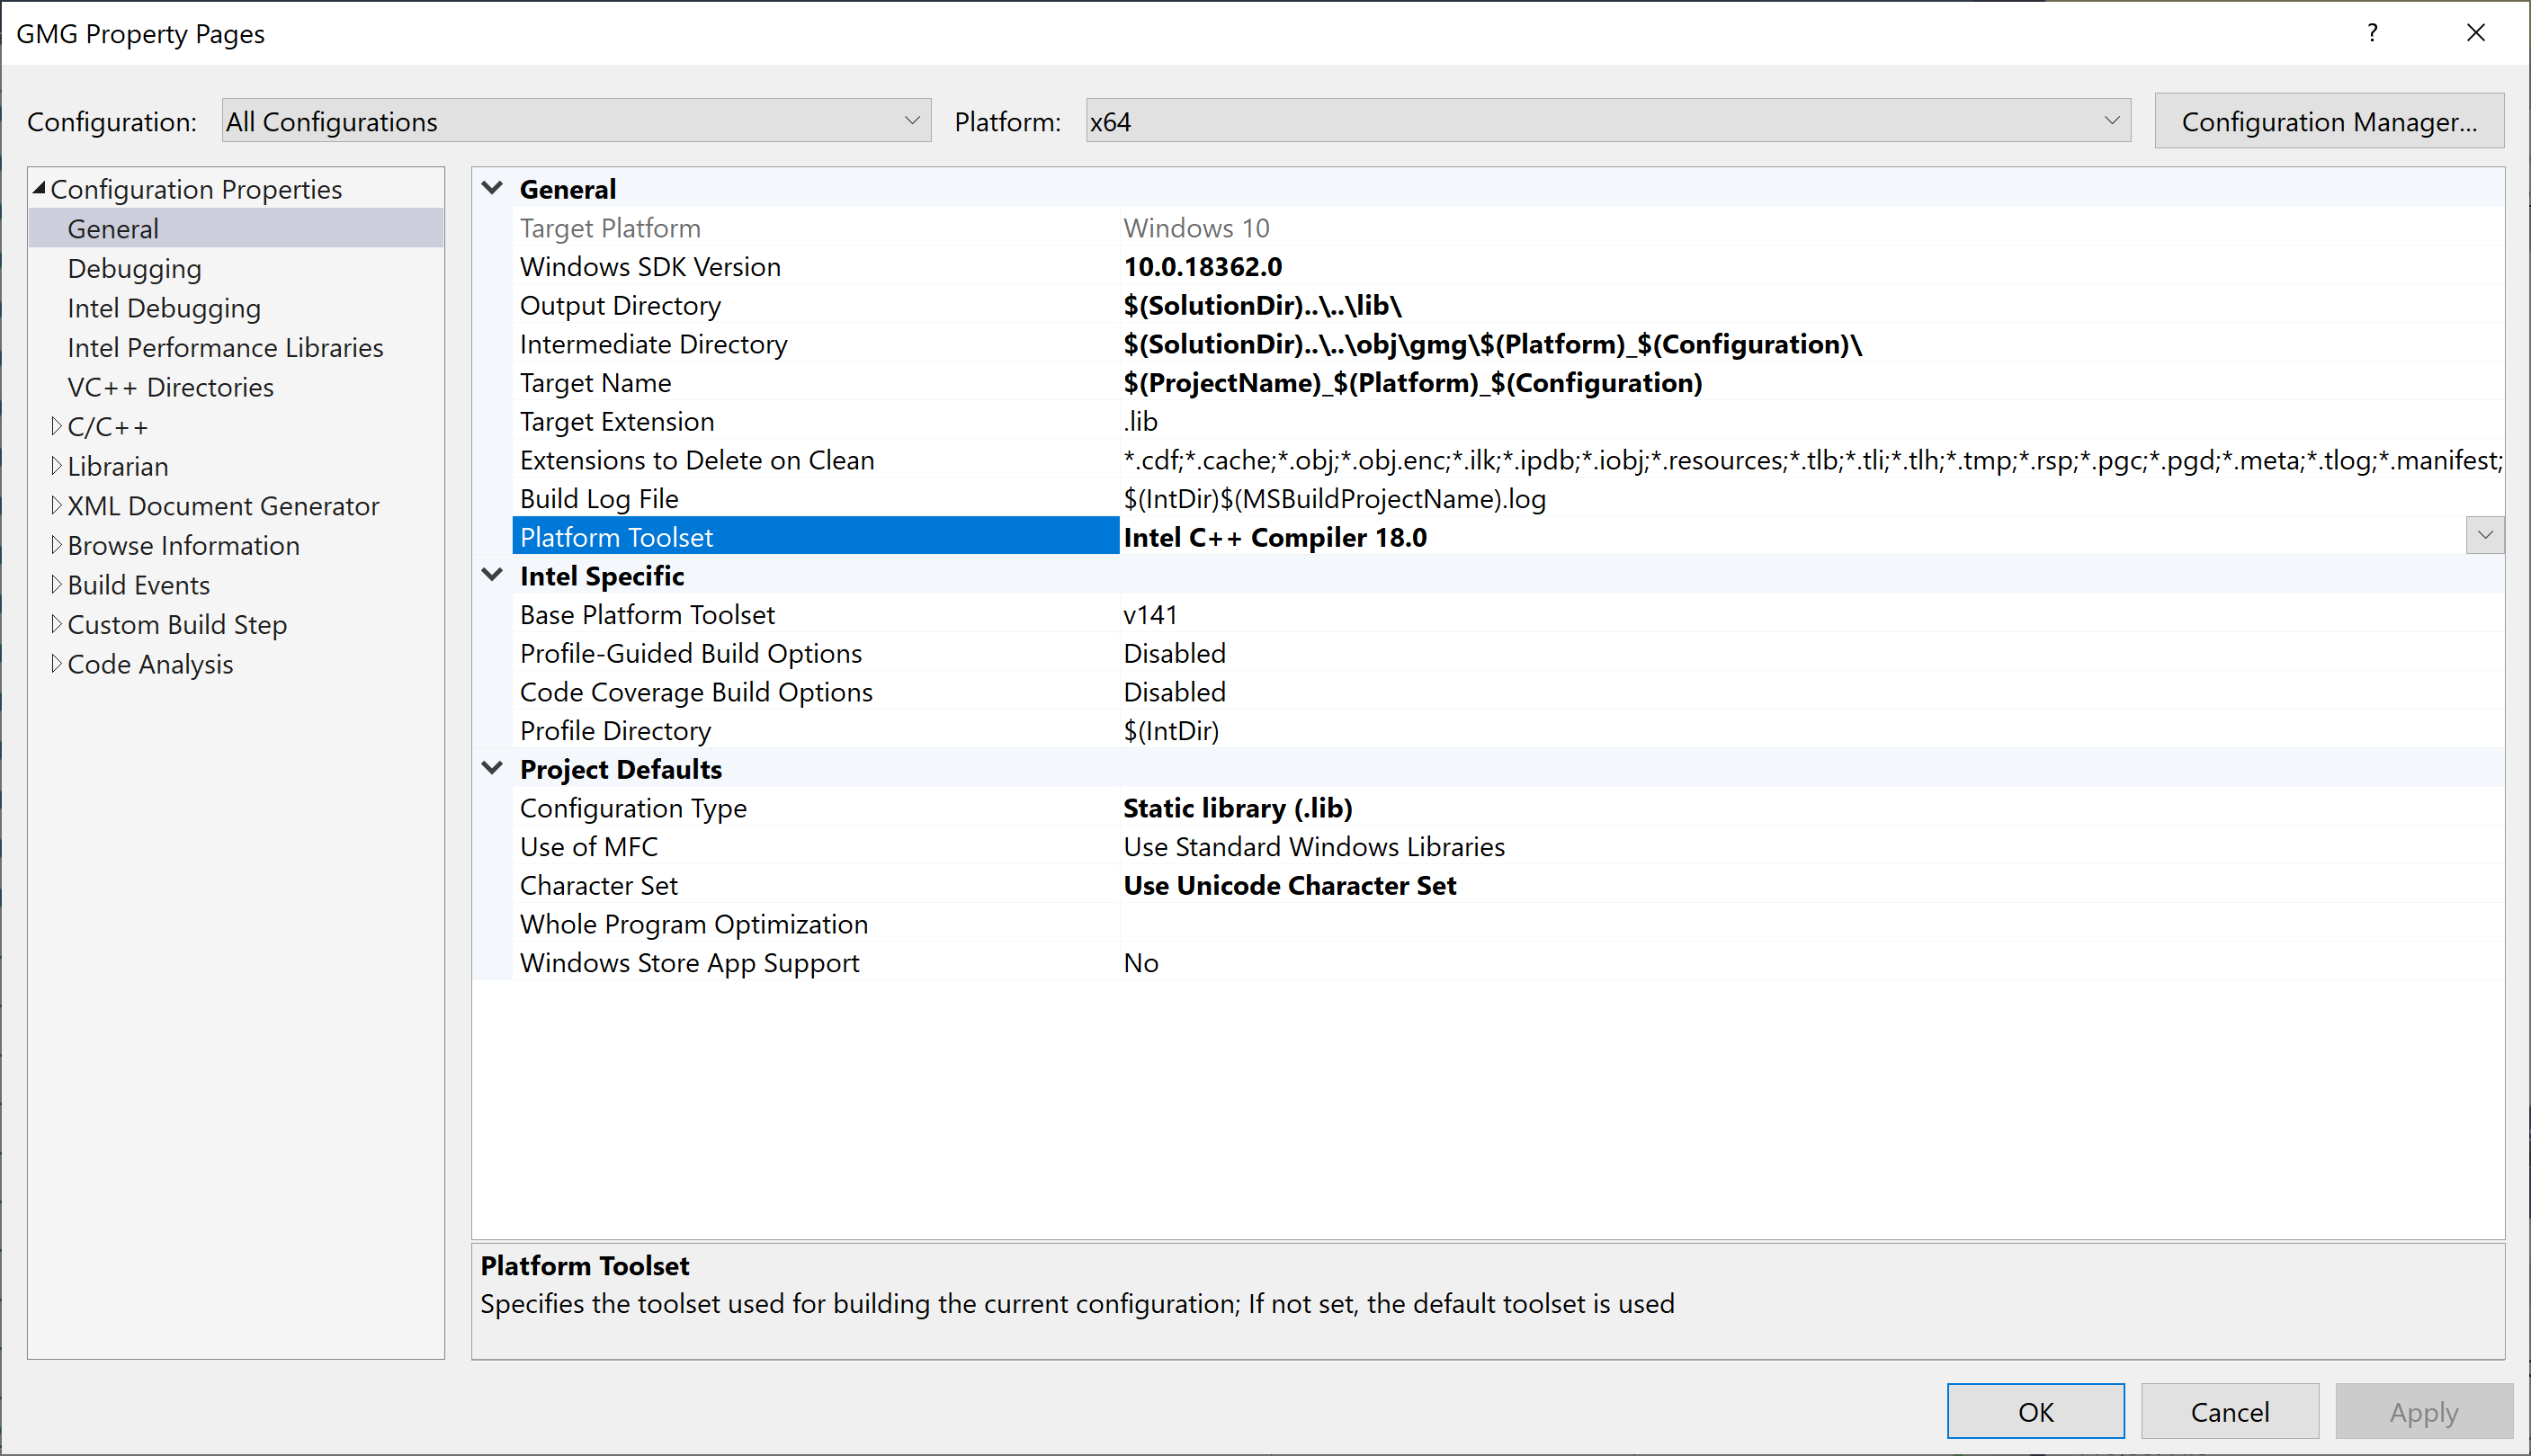 GMG Property Pages
?
Configuration: All Configurations Platform: x64 Configuration Manager...
Configuration Properties
General
Debugging
Intel Debugging
Intel Performance Libraries
VC++ Directories
C/C++
Librarian
XML Document Generator
Browse Information
Build Events
Custom Build Step
Code Analysis
General
Target Platform Windows 10
Windows SDK Version 10.0.18362.0
Output Directory $(SolutionDir)..\..\lib\
Intermediate Directory $(SolutionDir)..\..\obj\gmg\$(Platform)_$(Configuration)\
Target Name $(ProjectName)_$(Platform)_$(Configuration)
Target Extension .lib
Extensions to Delete on Clean *.cdf;*.cache;*.obj;*.obj.enc;*.ilk;*.ipdb;*.iobj;*.resources;*.tlb;*.tli;*.tlh;*.tmp;*.rsp;*.pgc;*.pgd;*.meta;*.tlog;*.manifest;
Build Log File $(IntDir)$(MSBuildProjectName).log
Platform Toolset Intel C++ Compiler 18.0
Intel Specific
Base Platform Toolset v141
Profile-Guided Build Options Disabled
Code Coverage Build Options Disabled
Profile Directory $(IntDir)
Project Defaults
Configuration Type Static library (.lib)
Use of MFC Use Standard Windows Libraries
Character Set Use Unicode Character Set
Whole Program Optimization
Windows Store App Support No
Platform Toolset
Specifies the toolset used for building the current configuration; If not set, the default toolset is used
OK Cancel Apply